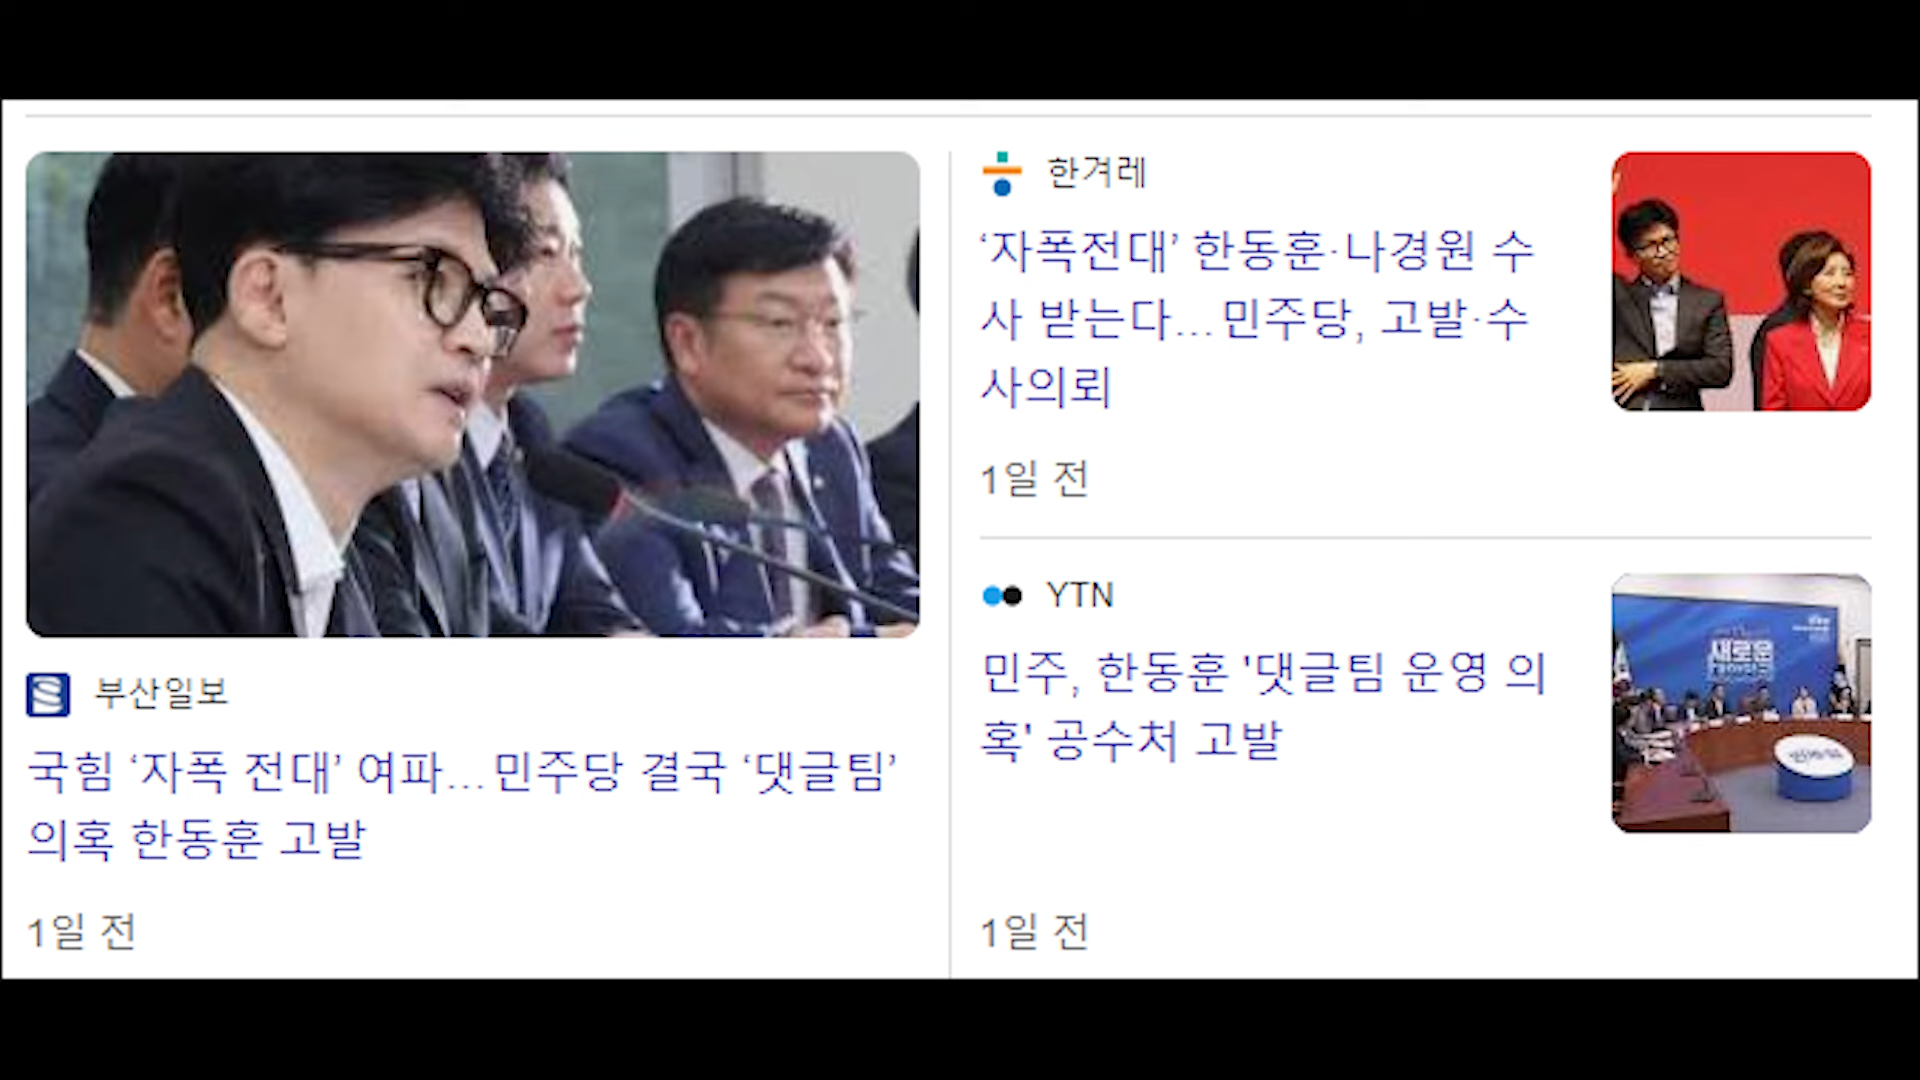 부산일보
국힘 ‘자폭 전대’ 여파…민주당 결국 ‘댓글팀’
의혹 한동훈 고발
1일 전
한겨레
‘자폭전대’ 한동훈·나경원 수
사 받는다…민주당, 고발·수
사의뢰
1일 전
YTN
민주, 한동훈 '댓글팀 운영 의
혹' 공수처 고발
새로운
1일 전